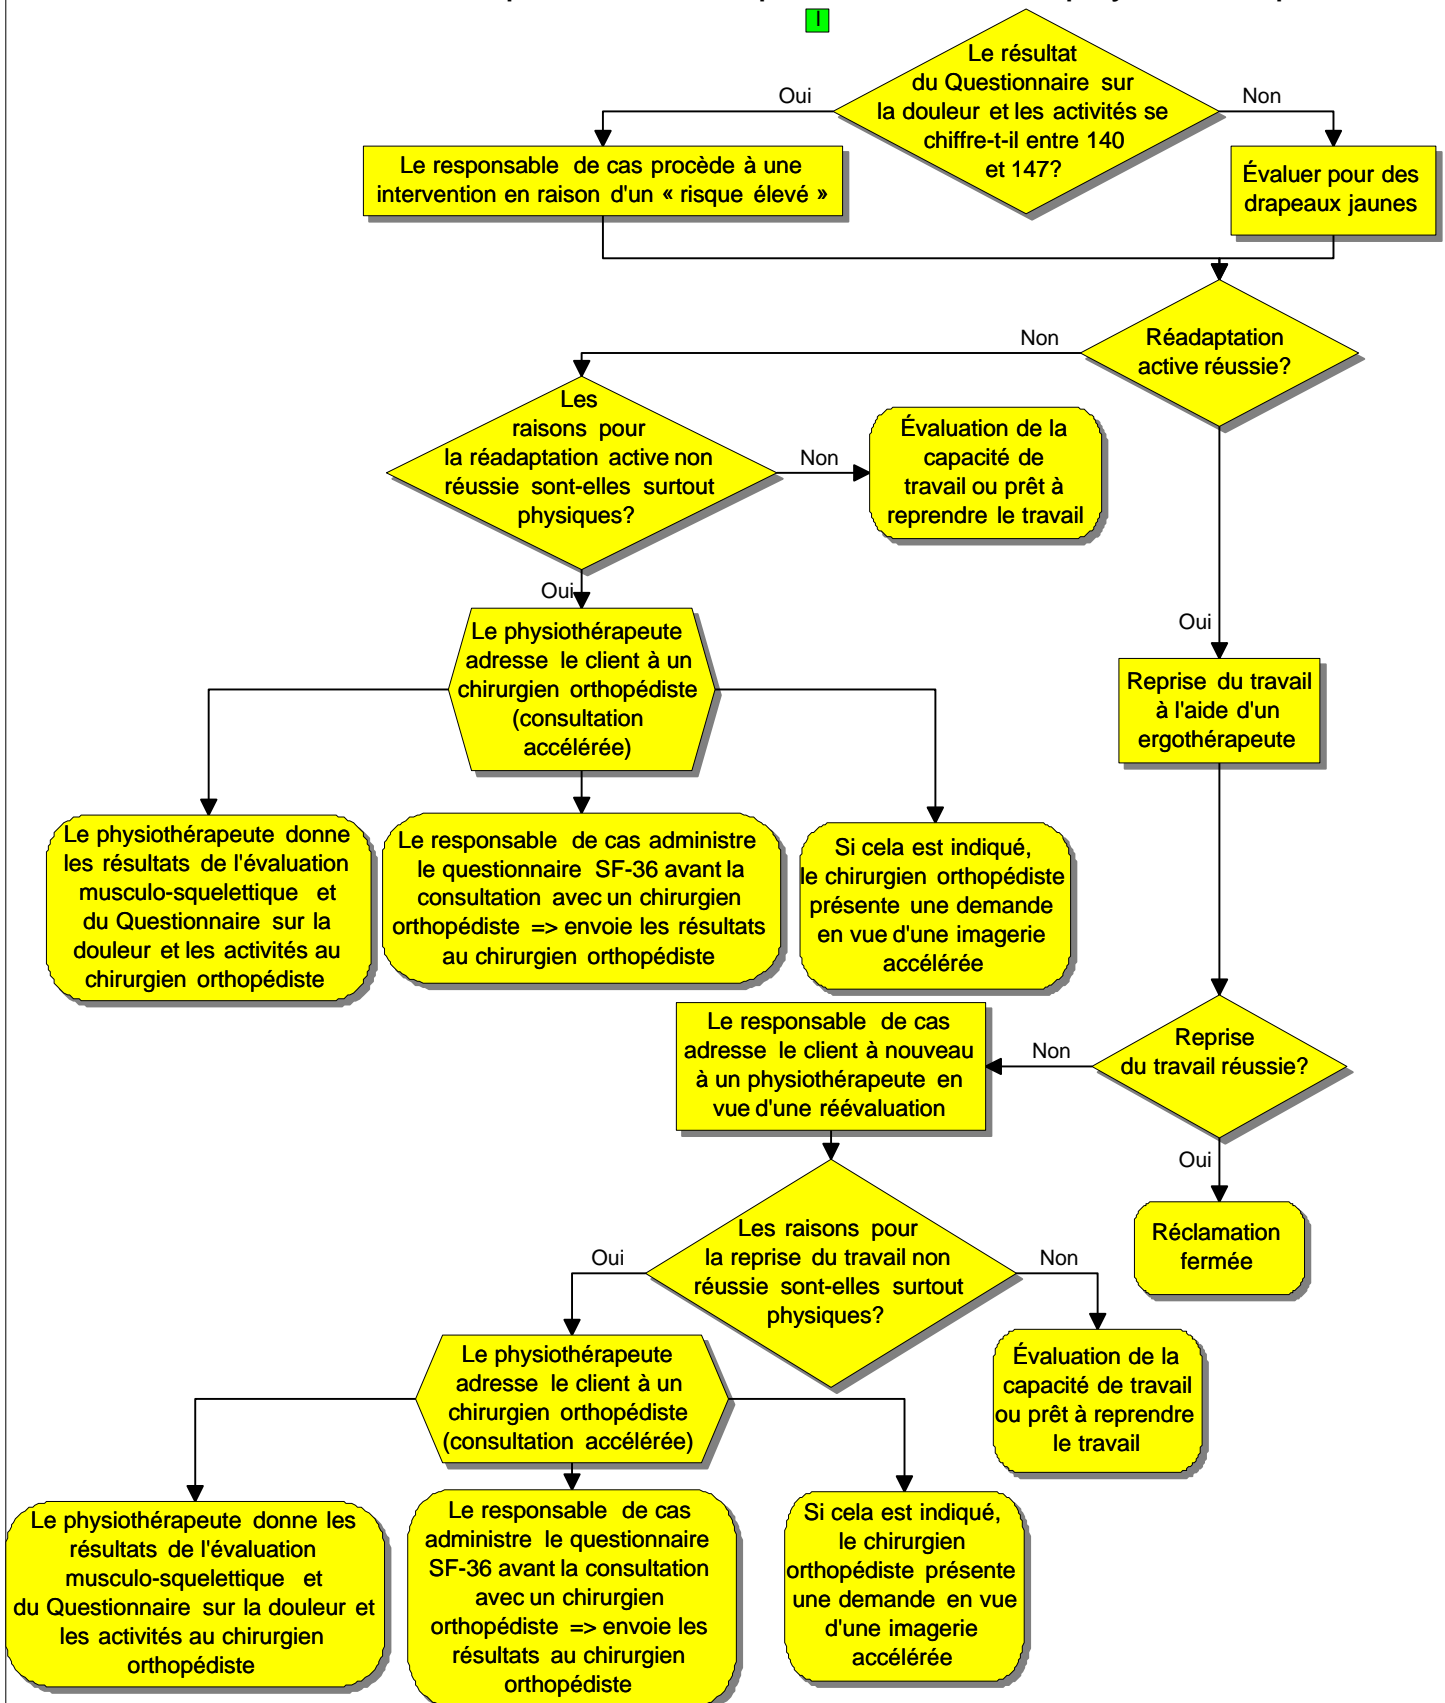 I
Le résultat
du Questionnaire sur
la douleur et les activités se
chiffre-t-il entre 140
et 147?
Oui
Non
Le responsable de cas procède à une
intervention en raison d'un « risque élevé »
Évaluer pour des
drapeaux jaunes
Réadaptation
active réussie?
Non
Les
raisons pour
la réadaptation active non
réussie sont-elles surtout
physiques?
Non
Évaluation de la
capacité de
travail ou prêt à
reprendre le travail
Oui
Oui
Le physiothérapeute
adresse le client à un
chirurgien orthopédiste
(consultation
accélérée)
Reprise du travail
à l'aide d'un
ergothérapeute
Le physiothérapeute donne
les résultats de l'évaluation
musculo-squelettique et
du Questionnaire sur la
douleur et les activités au
chirurgien orthopédiste
Le responsable de cas administre
le questionnaire SF-36 avant la
consultation avec un chirurgien
orthopédiste => envoie les résultats
au chirurgien orthopédiste
Si cela est indiqué,
le chirurgien orthopédiste
présente une demande
en vue d'une imagerie
accélérée
Le responsable de cas
adresse le client à nouveau
à un physiothérapeute en
vue d'une réévaluation
Non
Reprise
du travail réussie?
Oui
Réclamation
fermée
Les raisons pour
la reprise du travail non
réussie sont-elles surtout
physiques?
Oui
Non
Le physiothérapeute
adresse le client à un
chirurgien orthopédiste
(consultation accélérée)
Évaluation de la
capacité de travail
ou prêt à reprendre
le travail
Le physiothérapeute donne les
résultats de l'évaluation
musculo-squelettique et
du Questionnaire sur la douleur et
les activités au chirurgien
orthopédiste
Le responsable de cas
administre le questionnaire
SF-36 avant la consultation
avec un chirurgien
orthopédiste => envoie les
résultats au chirurgien
orthopédiste
Si cela est indiqué,
le chirurgien
orthopédiste présente
une demande en vue
d'une imagerie
accélérée